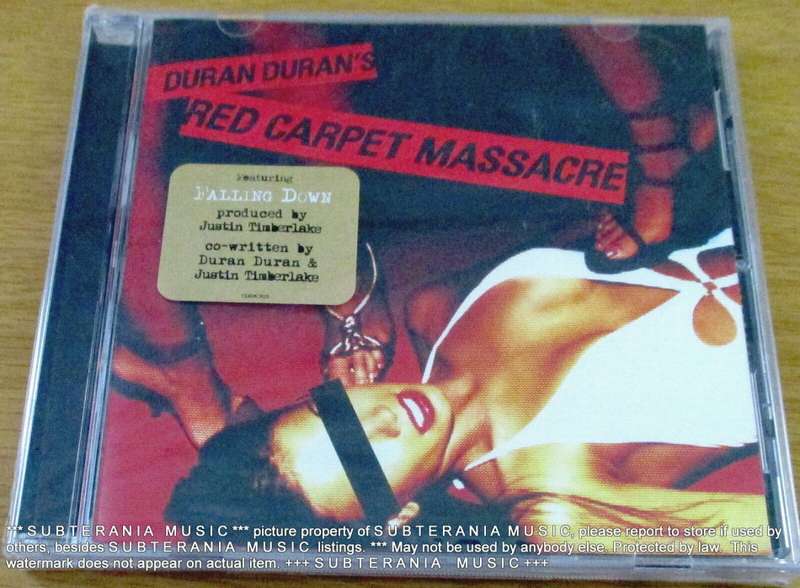 DURAN DURAN'S
RED CARPET MASSACRE
Featuring
FALLING DOWN
produced by
Justin Timberlake
co-written by
Duran Duran &
Justin Timberlake
*** S U B T E R A N I A   M U S I C *** picture property of S U B T E R A N I A   M U S I C, please report to store if used by
others, besides S U B T E R A N I A   M U S I C listings. *** May not be used by anybody else. Protected by law.  This
watermark does not appear on actual item. +++ S U B T E R A N I A   M U S I C +++